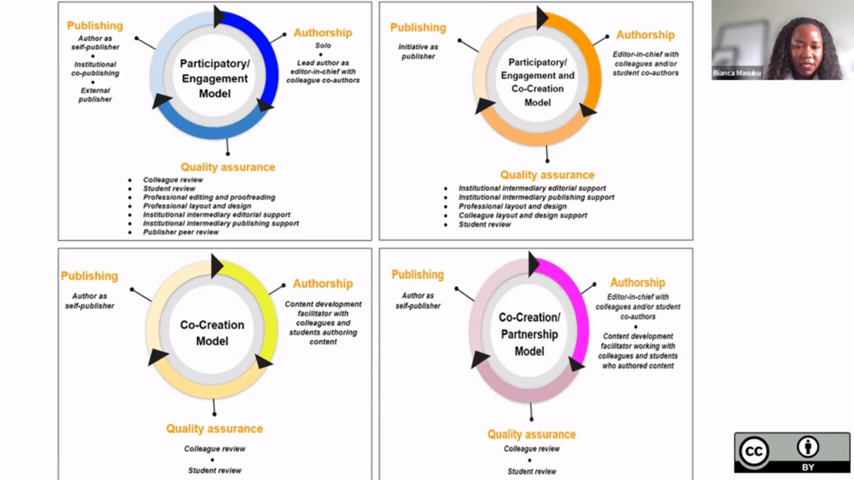 Publishing
Author as
self-publisher
•
Institutional
co-publishing
•
External
publisher
Participatory/
Engagement
Model
Authorship
Solo
•
Lead author as
editor-in-chief with
colleague co-authors
Quality assurance
• Colleague review
• Student review
• Professional editing and proofreading
• Professional layout and design
• Institutional intermediary editorial support
• Institutional intermediary publishing support
• Publisher peer review
Publishing
Initiative as
publisher
Participatory/
Engagement and
Co-Creation
Model
Authorship
Editor-in-chief with
colleagues and/or
student co-authors
Quality assurance
• Institutional intermediary editorial support
• Institutional intermediary publishing support
• Professional layout and design
• Colleague layout and design support
• Student review
Bianca Masuku
Publishing
Author as
self-publisher
Co-Creation
Model
Authorship
Content development
facilitator with
colleagues and
students authoring
content
Quality assurance
Colleague review
•
Student review
Publishing
Author as
self-publisher
Co-Creation/
Partnership
Model
Authorship
Editor-in-chief with
colleagues and/or student
co-authors
•
Content development
facilitator working with
colleagues and students
who authored content
Quality assurance
Colleague review
•
Student review
cc
BY